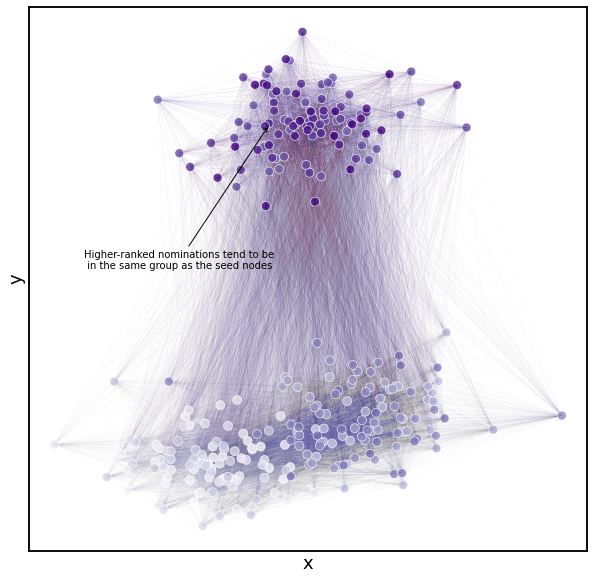 Higher-ranked nominations tend to be
in the same group as the seed nodes
y
x